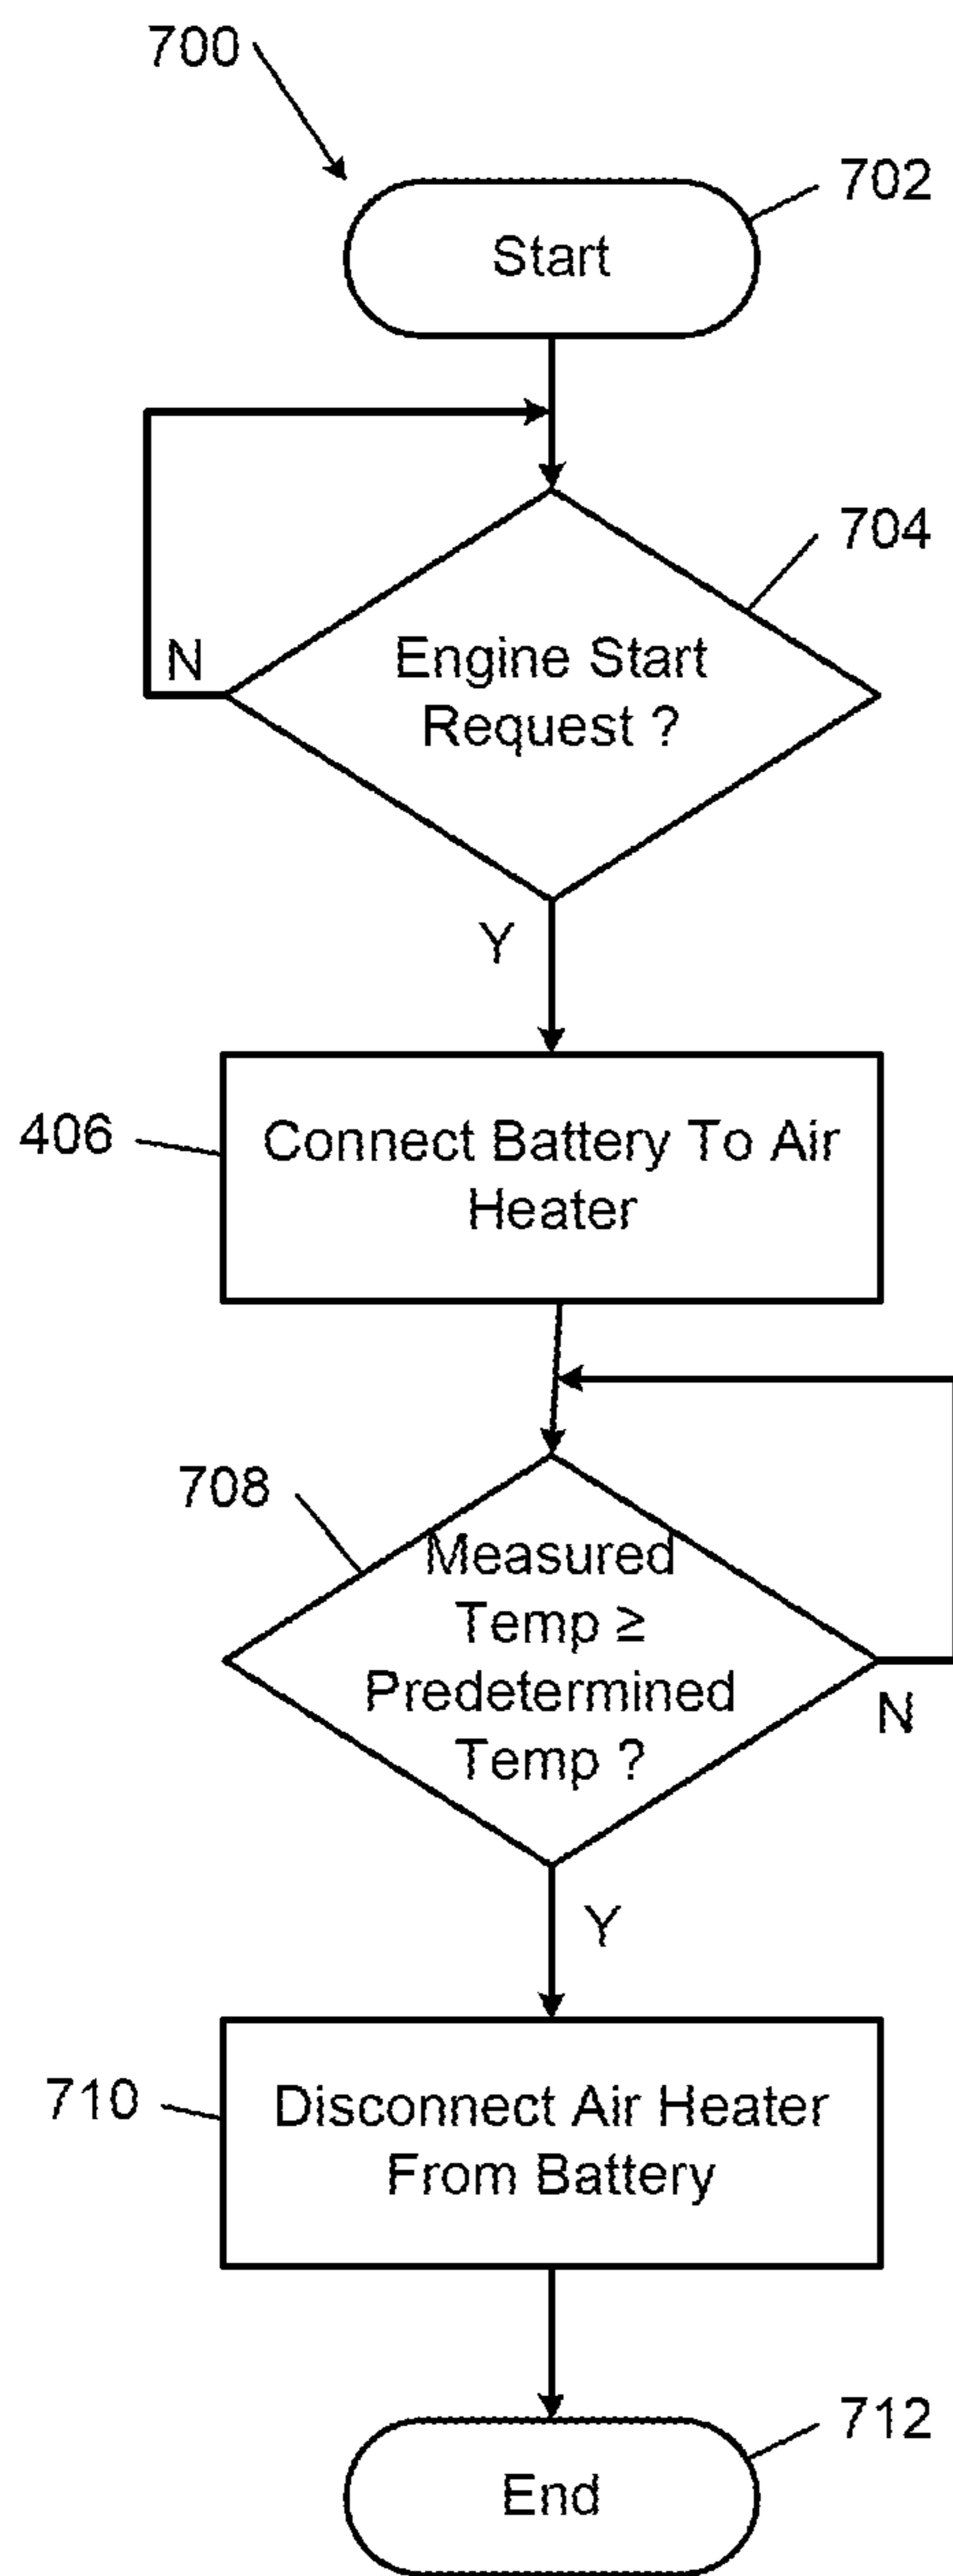 700
702
Start
704
N
Engine Start
Request ?
Y
406
Connect Battery To Air
Heater
708
Measured
Temp ≥
Predetermined
Temp ?
N
Y
710
Disconnect Air Heater
From Battery
712
End